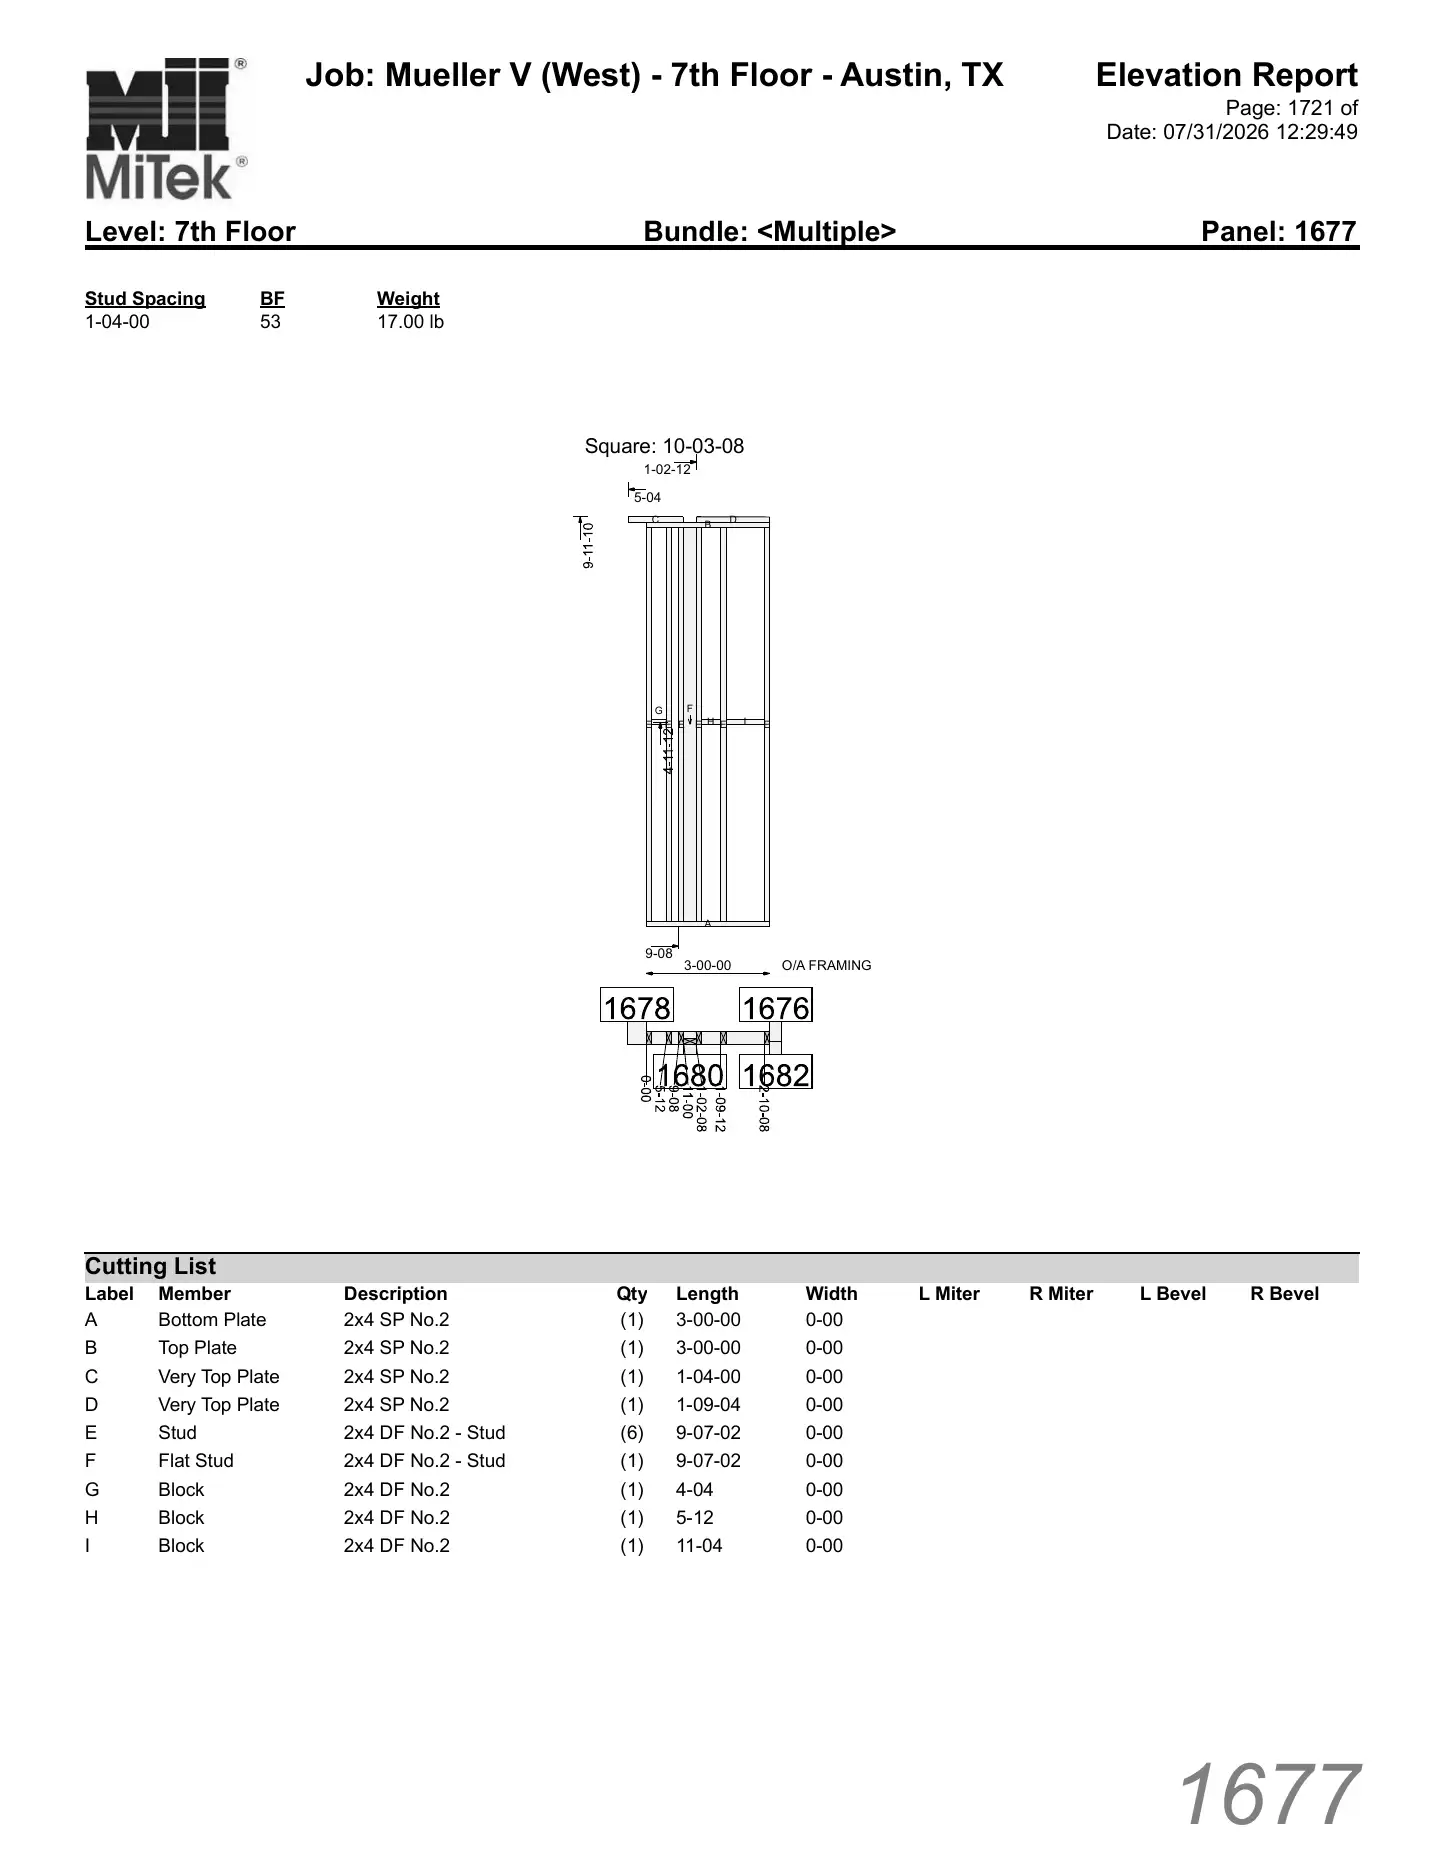 Job: Mueller V (West) - 7th Floor - Austin, TX
Elevation Report
Page: 1721 of
Date: 07/31/2026 12:29:49
MiTek®
Level: 7th Floor Bundle: <Multiple> Panel: 1677
Stud Spacing BF Weight
1-04-00 53 17.00 lb
Square: 10-03-08
1-02-12
5-04
C D
B
9-11-10
G F
H I
4-11-12
A
9-08
3-00-00 O/A FRAMING
1678 1676
1680 1682
0-00 5-12 9-08 11-00 1-02-08 1-09-12 2-10-08
Cutting List
Label Member Description Qty Length Width L Miter R Miter L Bevel R Bevel
A Bottom Plate 2x4 SP No.2 (1) 3-00-00 0-00
B Top Plate 2x4 SP No.2 (1) 3-00-00 0-00
C Very Top Plate 2x4 SP No.2 (1) 1-04-00 0-00
D Very Top Plate 2x4 SP No.2 (1) 1-09-04 0-00
E Stud 2x4 DF No.2 - Stud (6) 9-07-02 0-00
F Flat Stud 2x4 DF No.2 - Stud (1) 9-07-02 0-00
G Block 2x4 DF No.2 (1) 4-04 0-00
H Block 2x4 DF No.2 (1) 5-12 0-00
I Block 2x4 DF No.2 (1) 11-04 0-00
1677